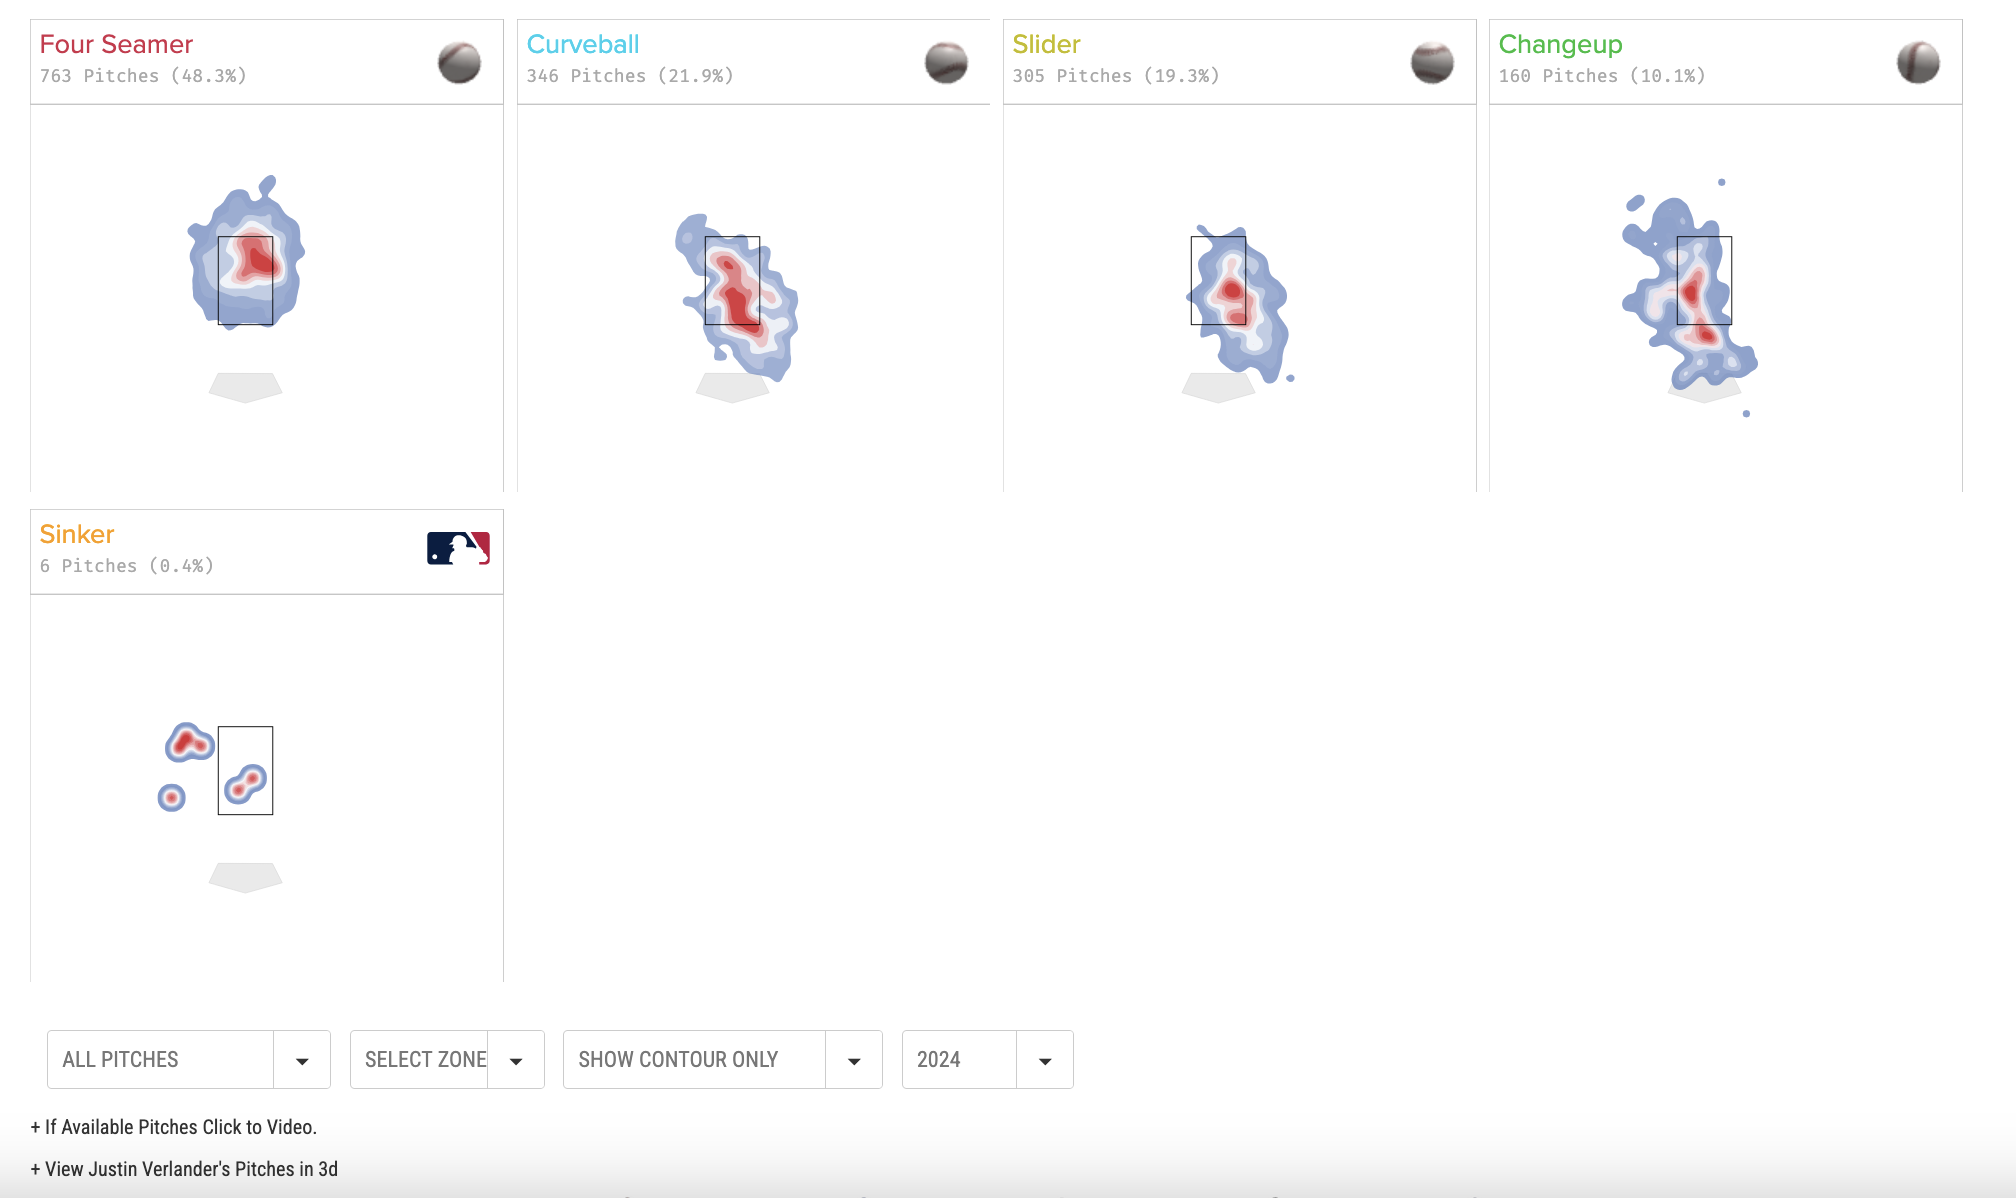 Four Seamer
763 Pitches (48.3%)
Curveball
346 Pitches (21.9%)
Slider
305 Pitches (19.3%)
Changeup
160 Pitches (10.1%)
Sinker
6 Pitches (0.4%)
ALL PITCHES
SELECT ZONE
SHOW CONTOUR ONLY
2024
+ If Available Pitches Click to Video.
+ View Justin Verlander's Pitches in 3d